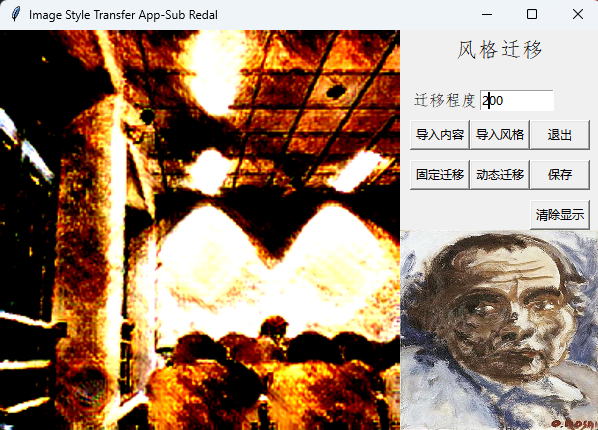 Image Style Transfer App-Sub Redal
风格迁移
迁移程度 200
导入内容 导入风格 退出
固定迁移 动态迁移 保存
清除显示